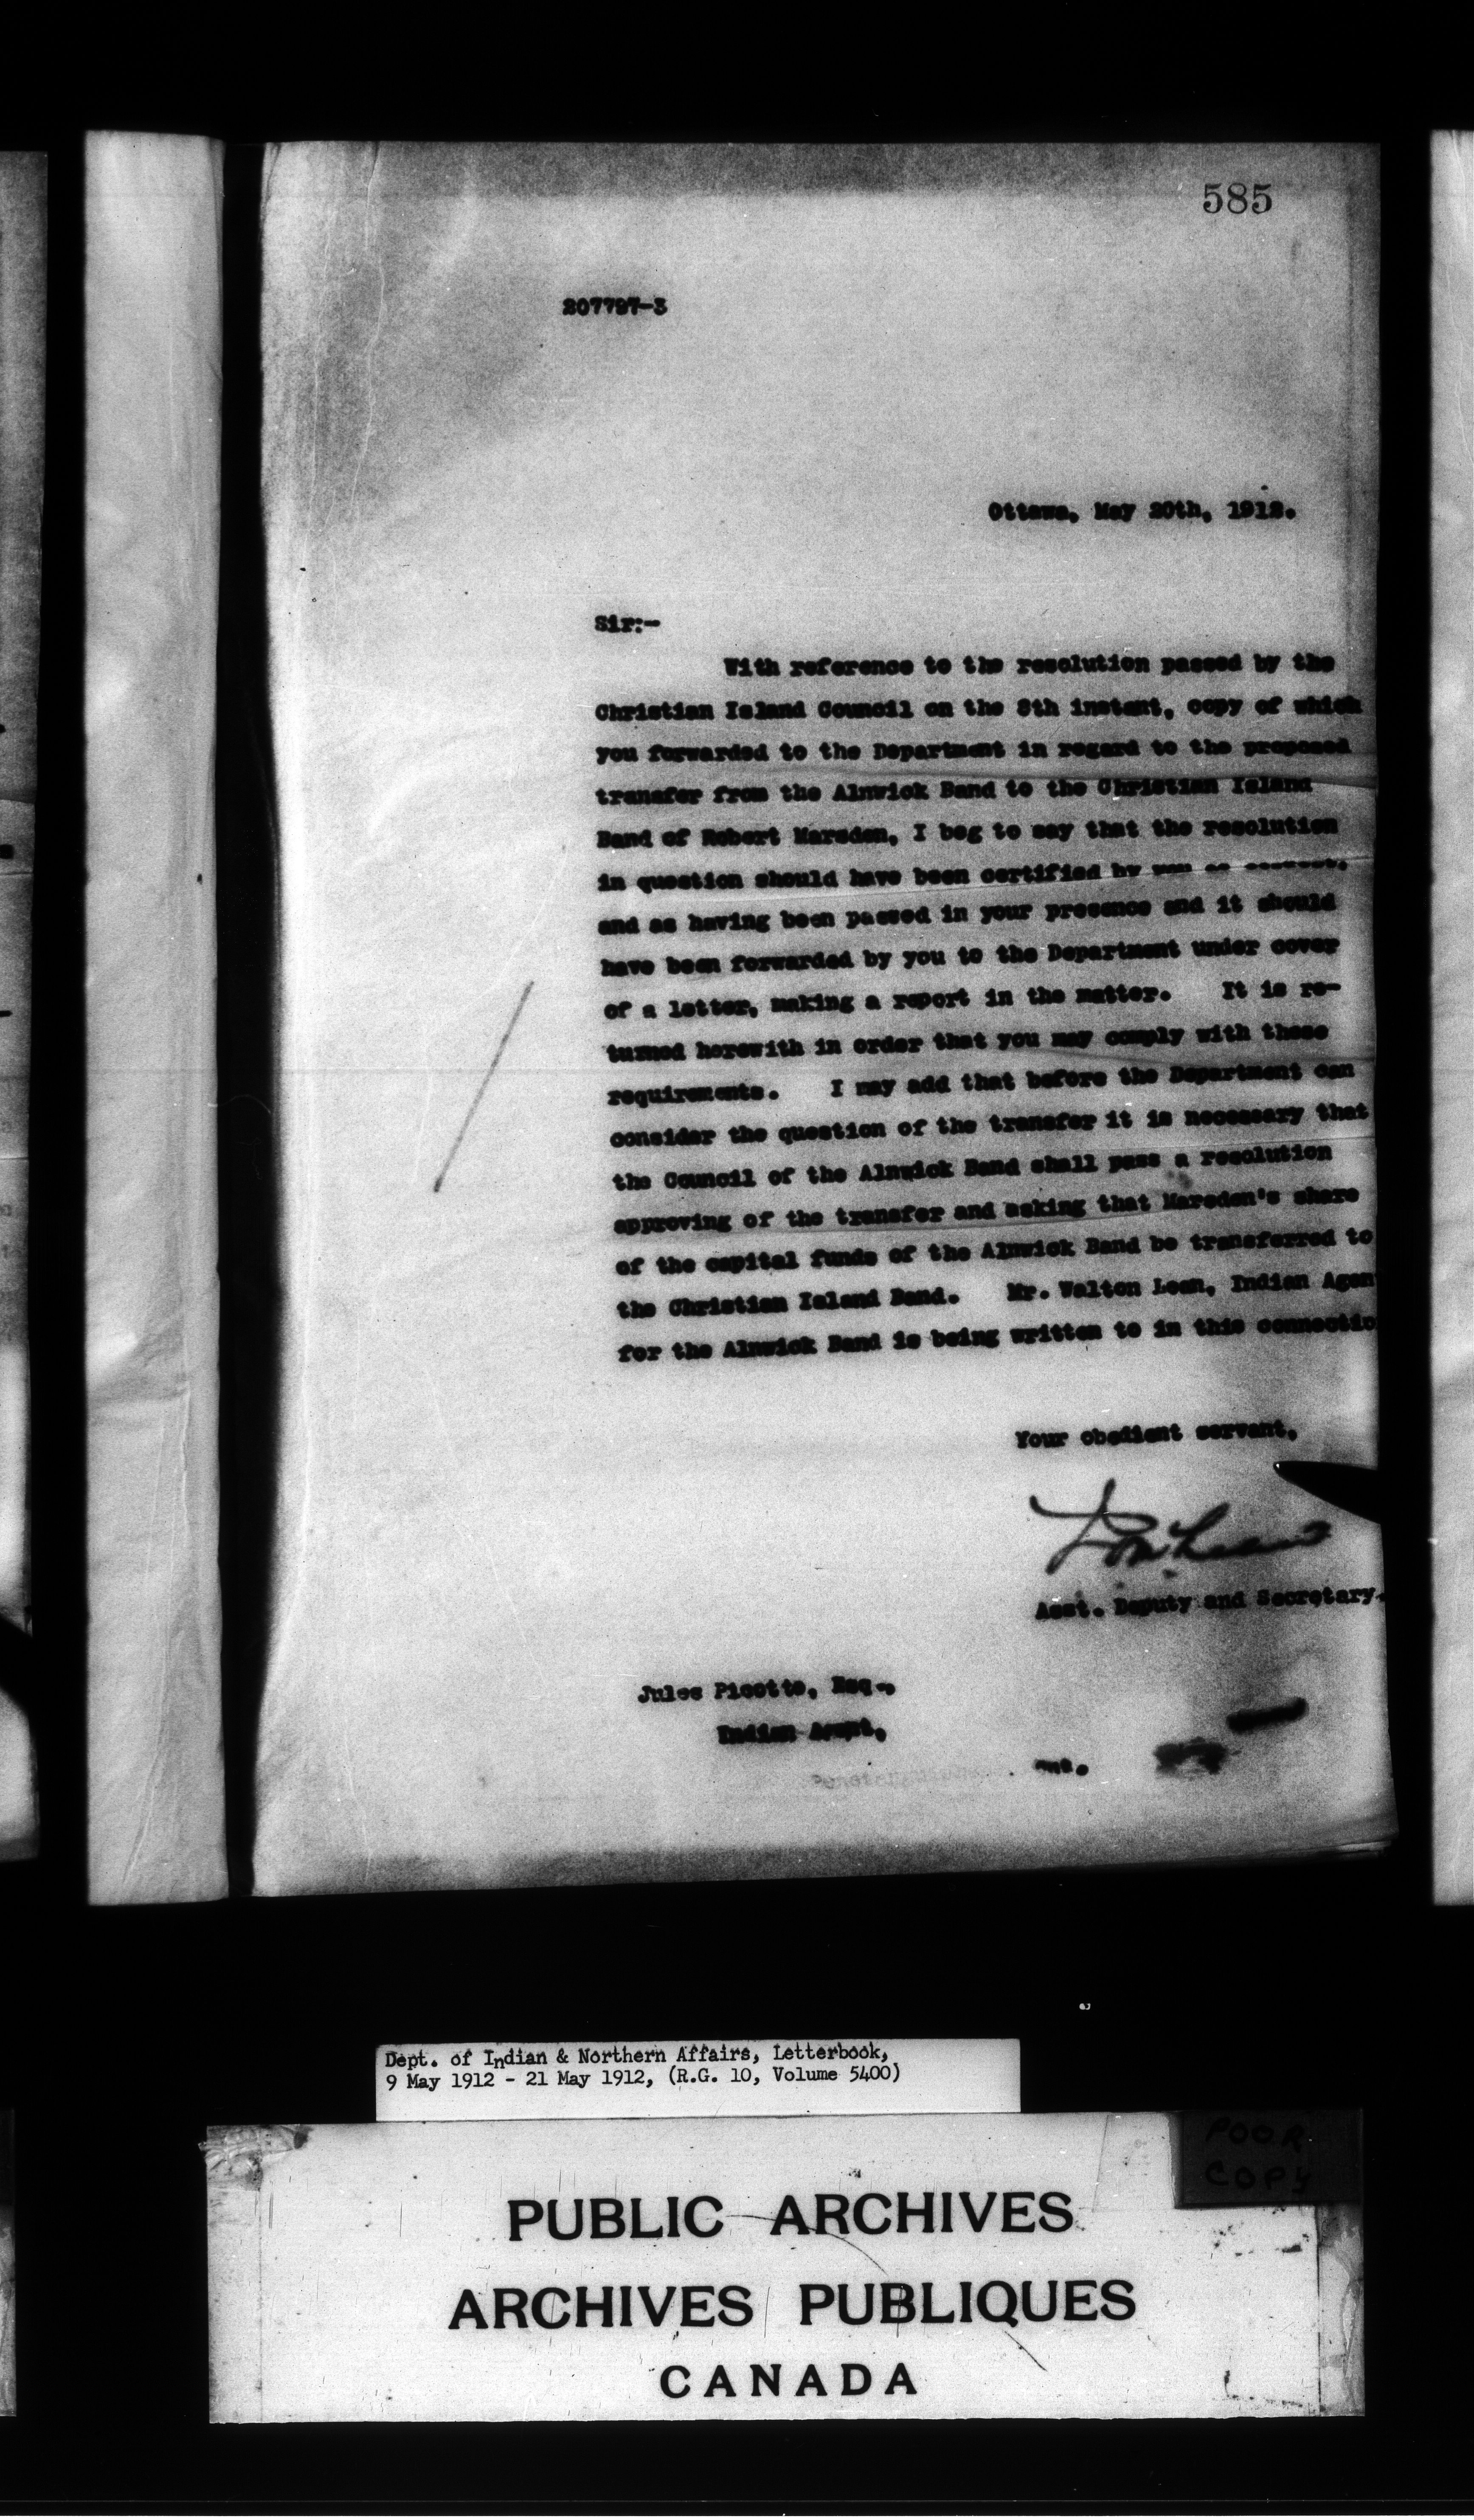 585
207797-3
Ottawa, May 20th, 1912.
Sir:-
With reference to the resolution passed by the
Christian Island Council on the 8th instant, copy of which
you forwarded to the Department in regard to the proposed
transfer from the Alnwick Band to the Christian Island
Band of Robert Marsden, I beg to say that the resolution
in question should have been certified by you as correct,
and as having been passed in your presence and it should
have been forwarded by you to the Department under cover
of a letter, making a report in the matter. It is re-
turned herewith in order that you may comply with these
requirements. I may add that before the Department can
consider the question of the transfer it is necessary that
the Council of the Alnwick Band shall pass a resolution
approving of the transfer and asking that Marsden's share
of the capital funds of the Alnwick Band be transferred to
the Christian Island Band. Mr. Walton Lean, Indian Agen
for the Alnwick Band is being written to in this connectio
Your obedient servant,
Asst. Deputy and Secretary.
Jules Picotte, Esq.,
Indian Agent,
Ont.
Dept. of Indian & Northern Affairs, Letterbook,
9 May 1912 - 21 May 1912, (R.G. 10, Volume 5400)
POOR
COPY
PUBLIC ARCHIVES
ARCHIVES PUBLIQUES
CANADA